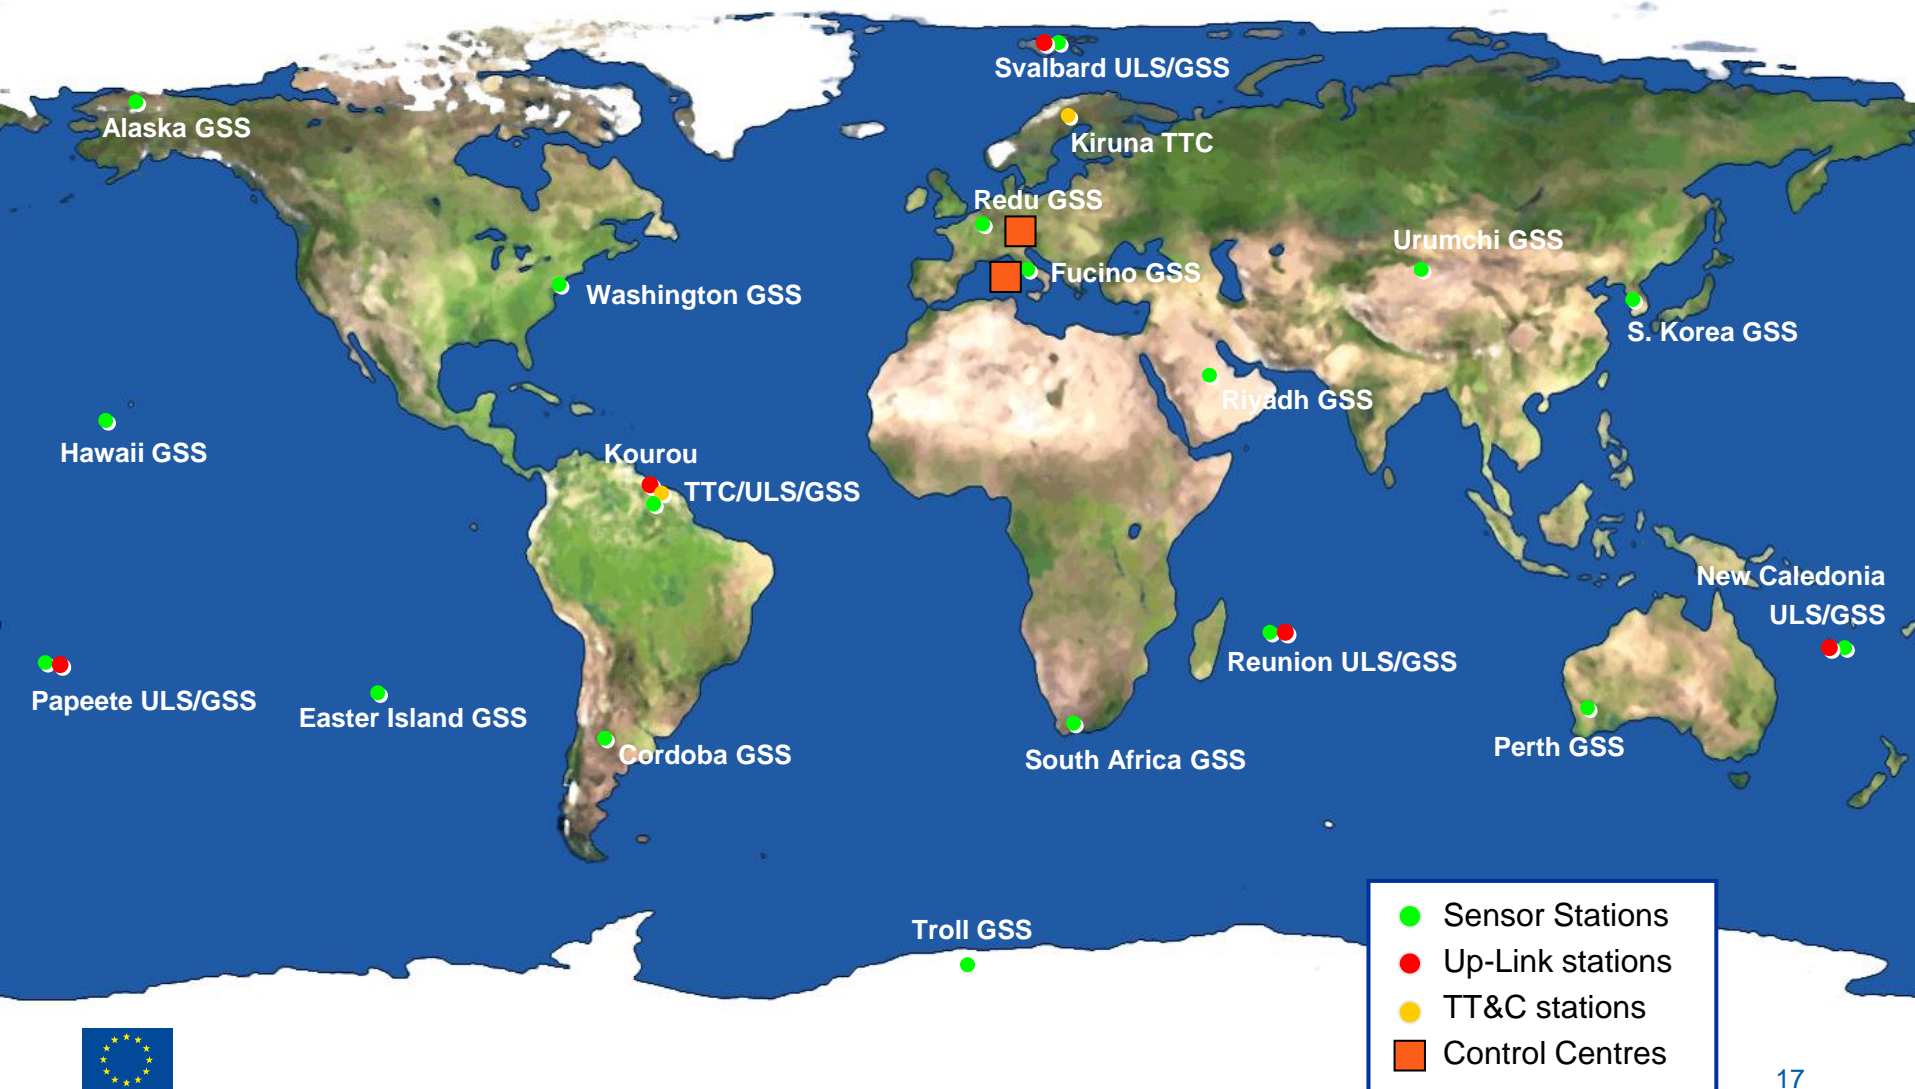 Svalbard ULS/GSS
Alaska GSS
Kiruna TTC
Redu GSS
Urumchi GSS
Fucino GSS
Washington GSS
S. Korea GSS
Riyadh GSS
Hawaii GSS
Kourou
TTC/ULS/GSS
New Caledonia
ULS/GSS
Reunion ULS/GSS
Papeete ULS/GSS
Easter Island GSS
Cordoba GSS
South Africa GSS
Perth GSS
Troll GSS
Sensor Stations
Up-Link stations
TT&C stations
Control Centres
17